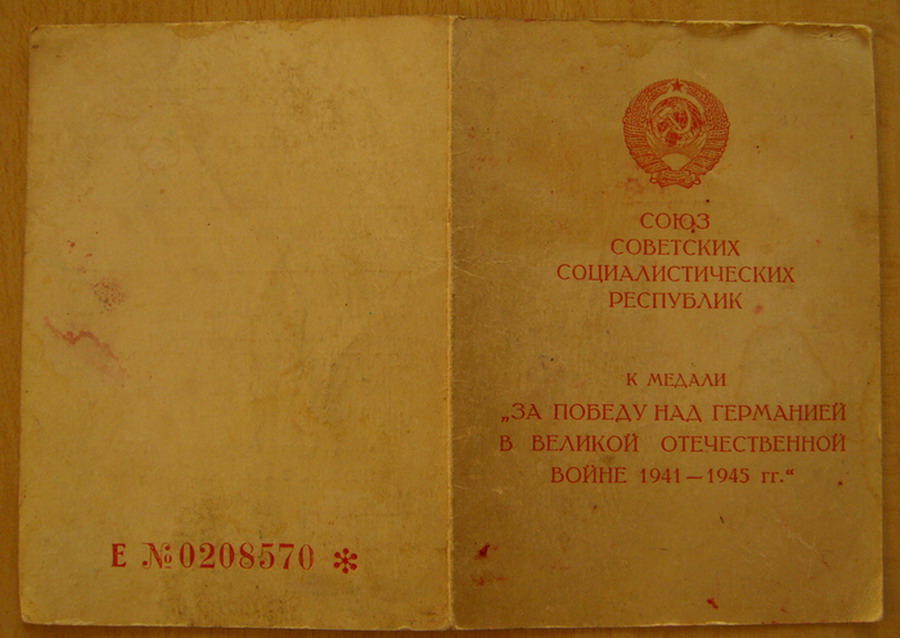 Е №0208570 *
СОЮЗ
СОВЕТСКИХ
СОЦИАЛИСТИЧЕСКИХ
РЕСПУБЛИК
К МЕДАЛИ
„ЗА ПОБЕДУ НАД ГЕРМАНИЕЙ
В ВЕЛИКОЙ ОТЕЧЕСТВЕННОЙ
ВОЙНЕ 1941—1945 гг.“